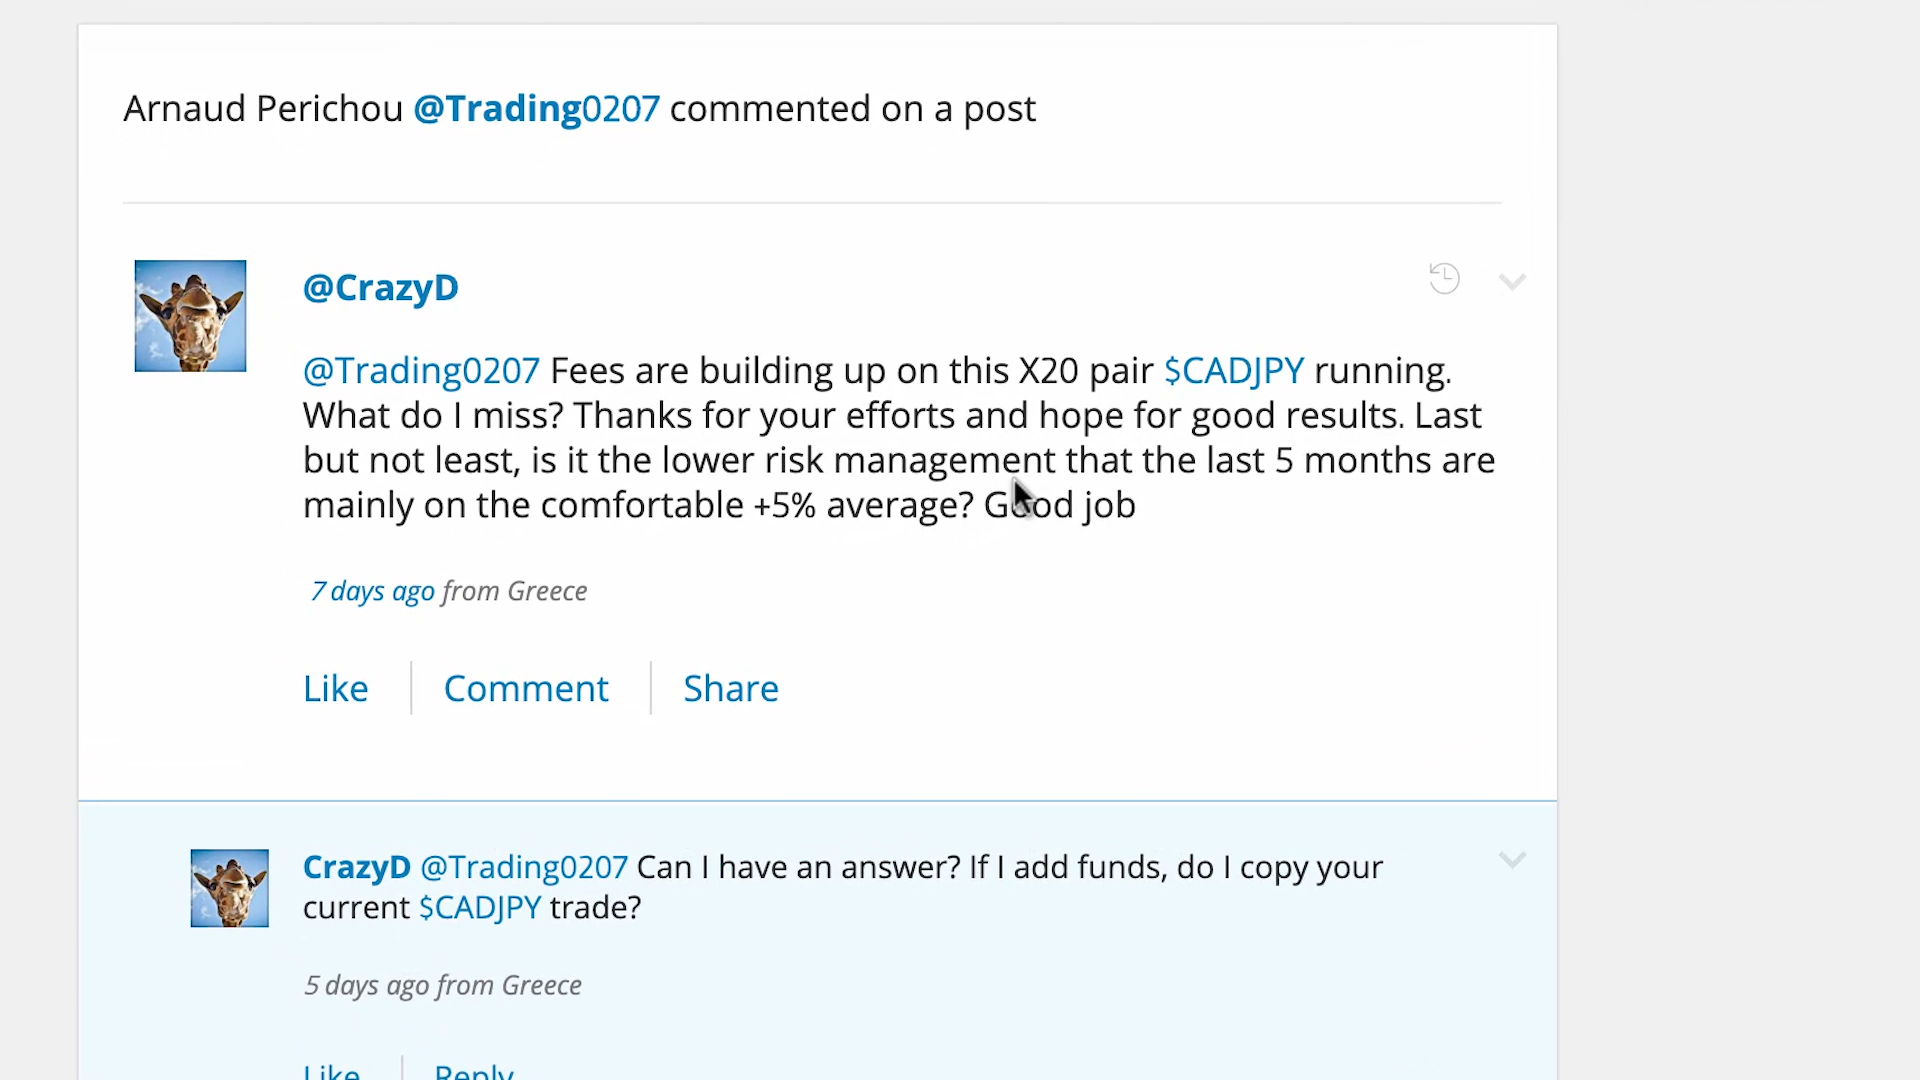 Arnaud Perichou @Trading0207 commented on a post
@CrazyD
@Trading0207 Fees are building up on this X20 pair $CADJPY running.
What do I miss? Thanks for your efforts and hope for good results. Last
but not least, is it the lower risk management that the last 5 months are
mainly on the comfortable +5% average? Good job
7 days ago from Greece
Like Comment Share
CrazyD @Trading0207 Can I have an answer? If I add funds, do I copy your
current $CADJPY trade?
5 days ago from Greece
Like Reply